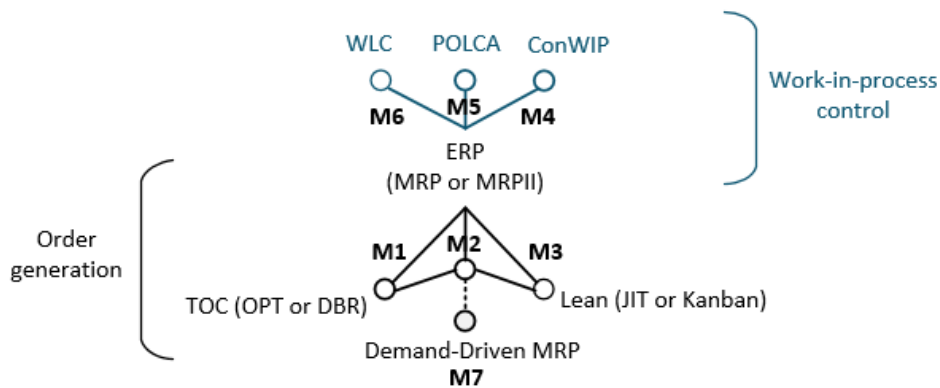 WLC POLCA ConWIP
Work-in-process
control
M6 M5 M4
ERP
(MRP or MRPII)
Order
generation
M1 M2 M3
TOC (OPT or DBR)
Lean (JIT or Kanban)
Demand-Driven MRP
M7